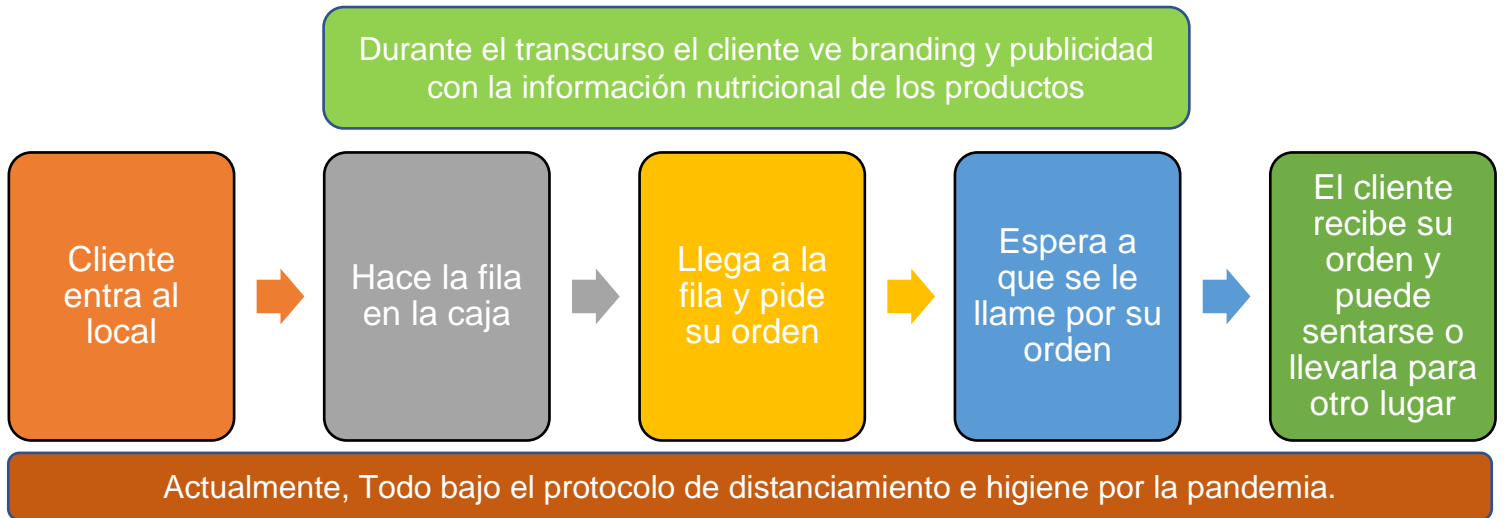 Durante el transcurso el cliente ve branding y publicidad
con la información nutricional de los productos
Cliente
entra al
local
Hace la fila
en la caja
Llega a la
fila y pide
su orden
Espera a
que se le
llame por su
orden
El cliente
recibe su
orden y
puede
sentarse o
llevarla para
otro lugar
Actualmente, Todo bajo el protocolo de distanciamiento e higiene por la pandemia.